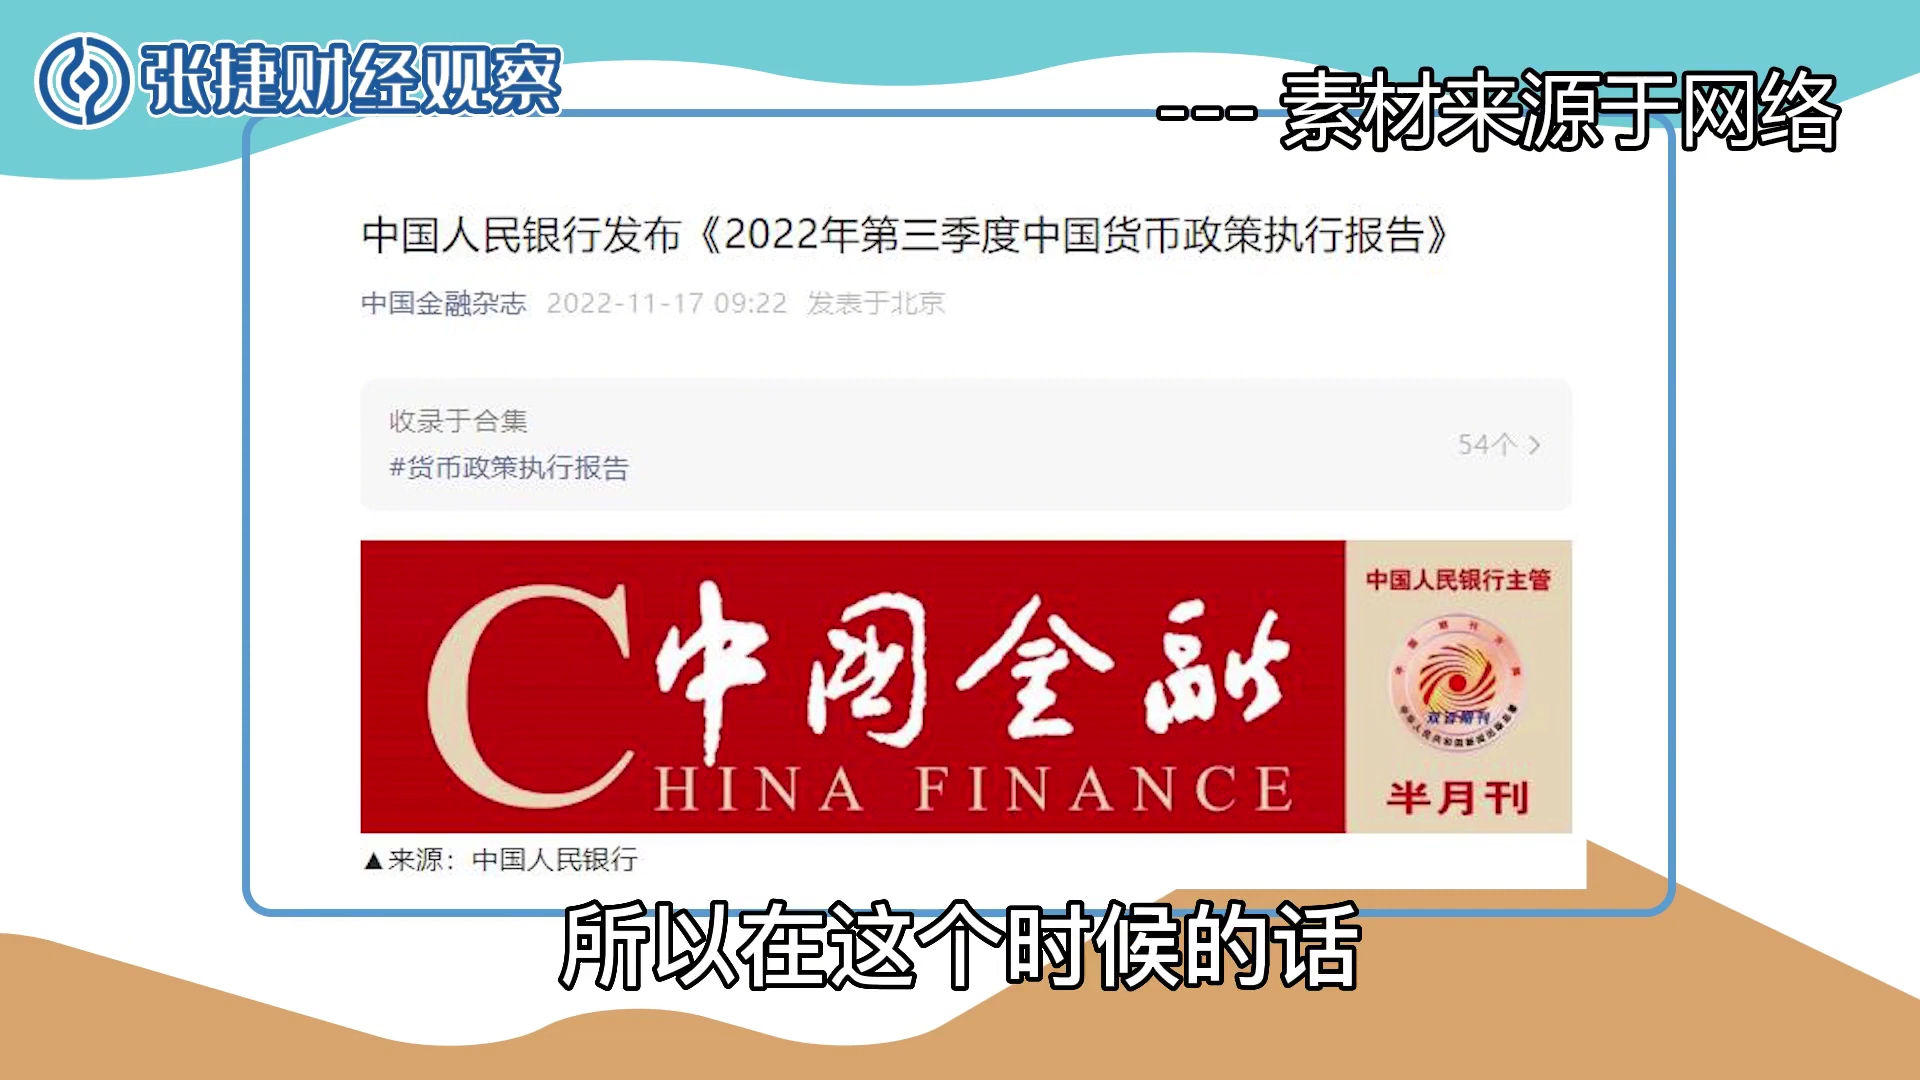 张捷财经观察
--- 素材来源于网络
中国人民银行发布《2022年第三季度中国货币政策执行报告》
中国金融杂志 2022-11-17 09:22 发表于北京
收录于合集
#货币政策执行报告
54个
中国金融
CHINA FINANCE
中国人民银行主管
双百期刊
半月刊
▲来源：中国人民银行
所以在这个时候的话